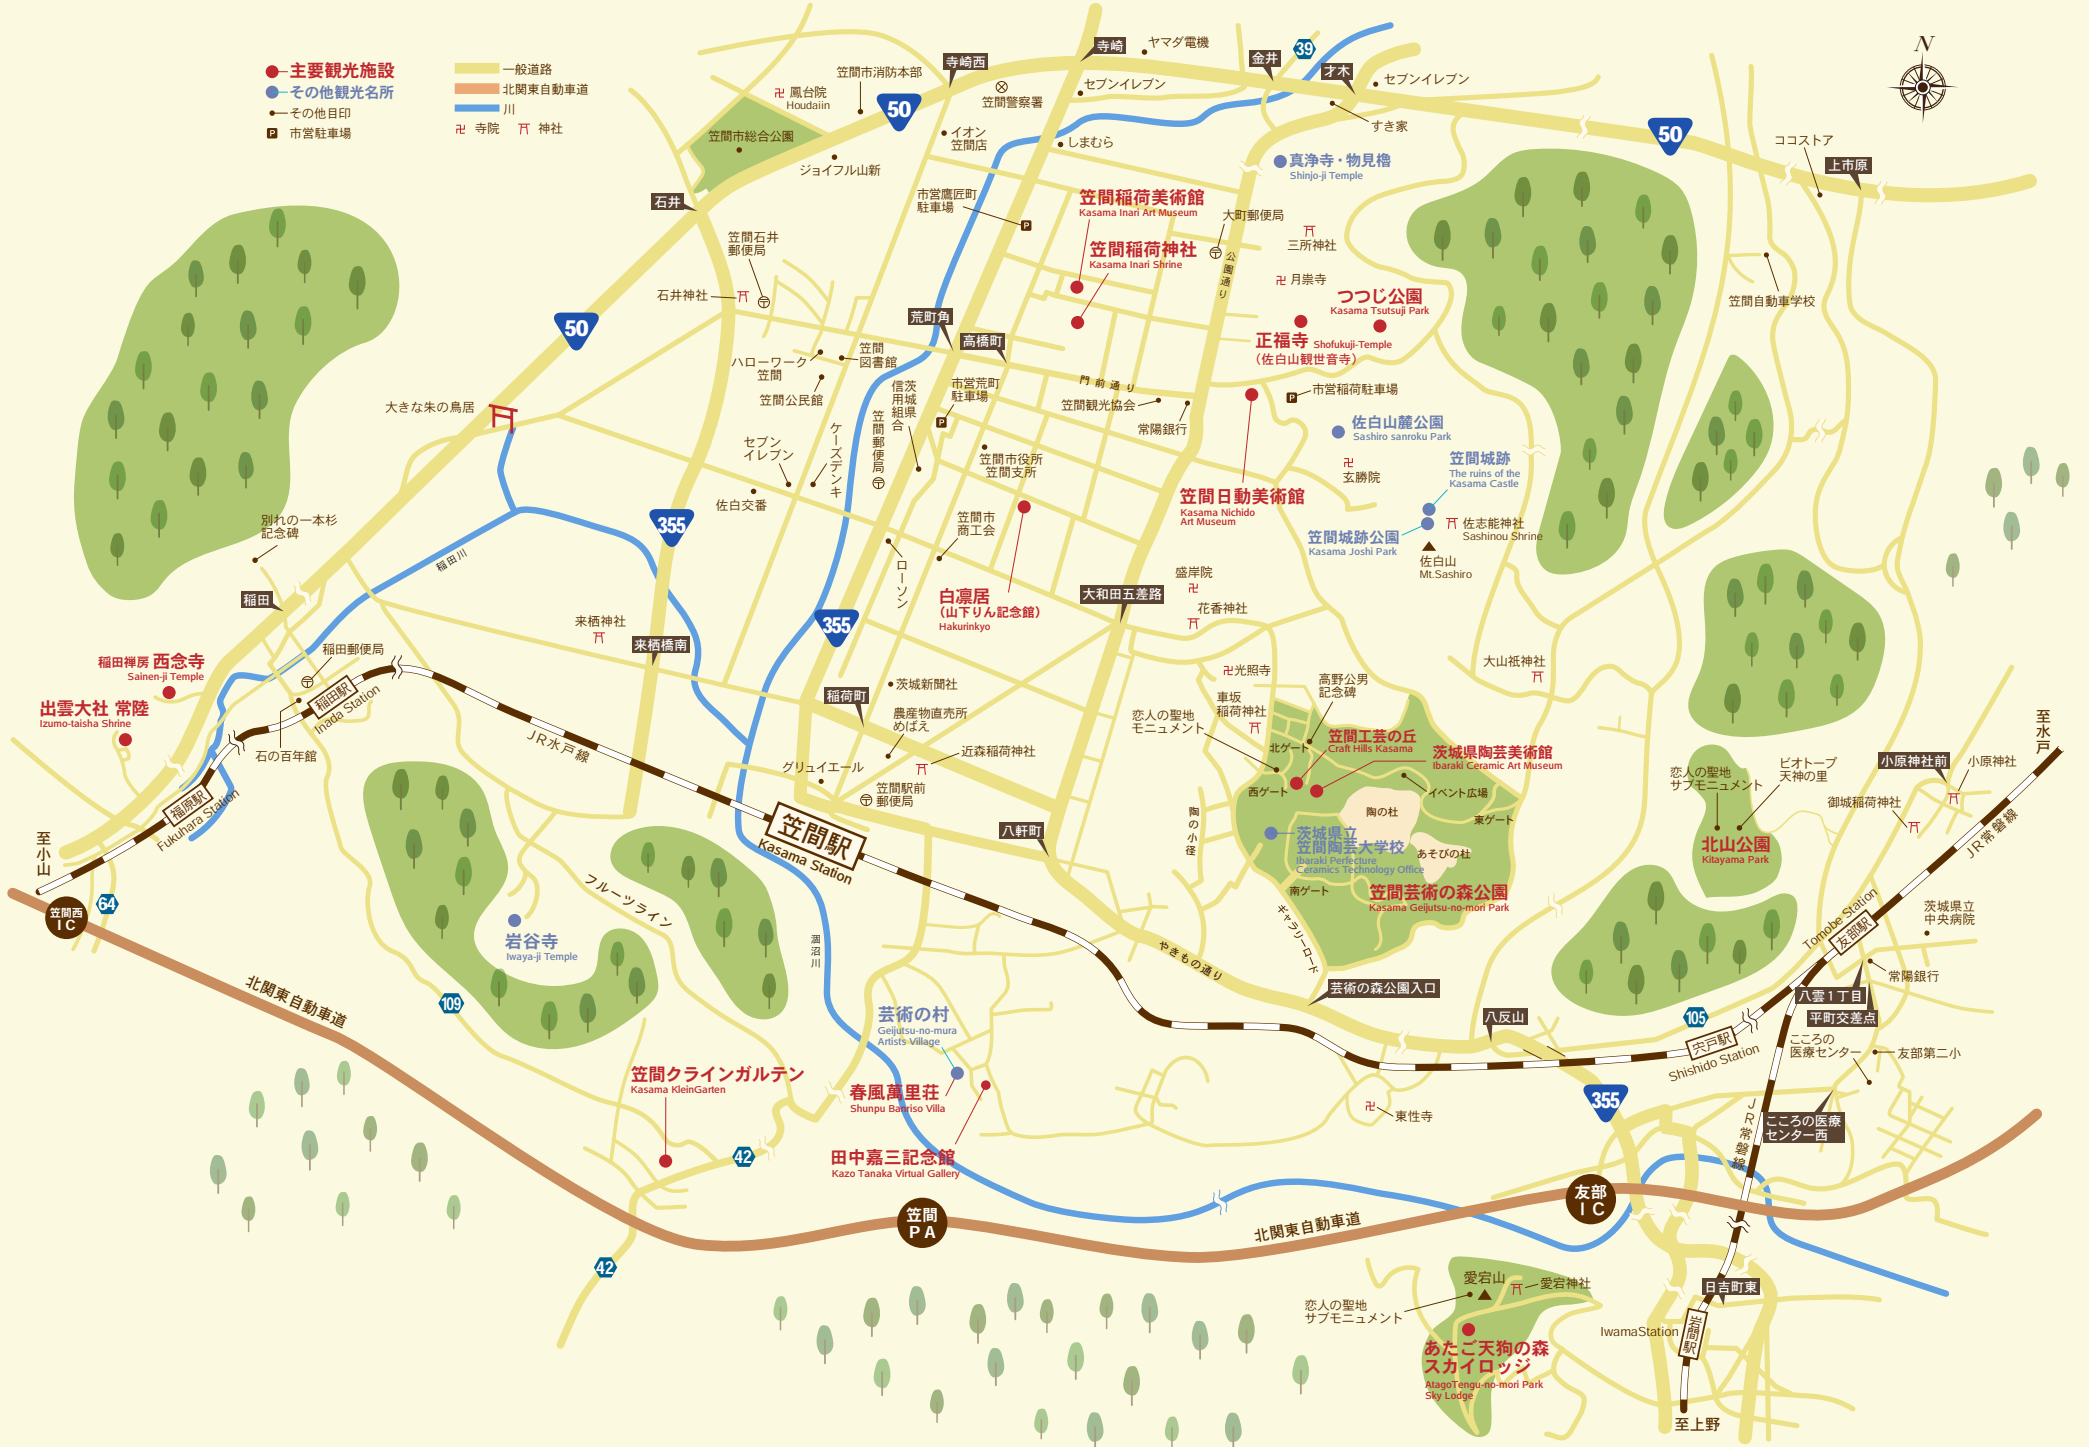 主要観光施設
その他観光名所
その他目印
市営駐車場
一般道路
北関東自動車道
川
寺院
神社
N
50
39
寺崎西
寺崎
ヤマダ電機
金井
才木
セブンイレブン
セブンイレブン
笠間警察署
すき家
笠間市消防本部
鳳台院
Houdaiin
笠間市総合公園
ジョイフル山新
イオン
笠間店
しまむら
50
ココストア
上市原
真浄寺・物見櫓
Shinjo-ji Temple
石井
市営鷹匠町
駐車場
笠間稲荷美術館
Kasama Inari Art Museum
笠間稲荷神社
Kasama Inari Shrine
大町郵便局
公園通り
三所神社
月崇寺
つつじ公園
Kasama Tsutsuji Park
正福寺
Shofukuji-Temple
（佐白山観世音寺）
笠間自動車学校
笠間石井
郵便局
石井神社
50
荒町角
高橋町
ハローワーク
笠間
笠間
図書館
笠間公民館
茨城県
信用組合
市営荒町
駐車場
門前通り
笠間観光協会
常陽銀行
市営稲荷駐車場
佐白山麓公園
Sashiro sanroku Park
大きな朱の鳥居
笠間郵便局
ケーズデンキ
セブン
イレブン
佐白交番
笠間市役所
笠間支所
玄勝院
笠間城跡
The ruins of the
Kasama Castle
笠間日動美術館
Kasama Nichido
Art Museum
笠間城跡公園
Kasama Joshi Park
佐志能神社
Sashinou Shrine
佐白山
Mt.Sashiro
別れの一本杉
記念碑
稲田川
355
笠間市
商工会
ローソン
白凛居
（山下りん記念館）
Hakurinkyo
盛岸院
大和田五差路
花香神社
稲田
来栖神社
来栖橋南
355
稲田郵便局
稲田禅房 西念寺
Sainen-ji Temple
出雲大社 常陸
Izumo-taisha Shrine
稲田駅
Inada Station
石の百年館
JR水戸線
稲荷町
茨城新聞社
農産物直売所
めばえ
近森稲荷神社
グリュイエール
笠間駅前
郵便局
光照寺
車坂
稲荷神社
高野公男
記念碑
恋人の聖地
モニュメント
大山祇神社
北ゲート
笠間工芸の丘
Craft Hills Kasama
茨城県陶芸美術館
Ibaraki Ceramic Art Museum
西ゲート
イベント広場
陶の杜
東ゲート
茨城県立
笠間陶芸大学校
Ibaraki Perfecture
Ceramics Technology Office
あそびの杜
南ゲート
笠間芸術の森公園
Kasama Geijutsu-no-mori Park
陶の小径
ギャラリーロード
やきもの通り
芸術の森公園入口
八軒町
笠間駅
Kasama Station
福原駅
Fukuhara Station
至小山
笠間西
IC
64
北関東自動車道
109
フルーツライン
岩谷寺
Iwaya-ji Temple
涸沼川
芸術の村
Geijutsu-no-mura
Artists Village
春風萬里荘
Shunpu Banriso Villa
田中嘉三記念館
Kazo Tanaka Virtual Gallery
笠間クラインガルテン
Kasama KleinGarten
42
42
笠間
PA
北関東自動車道
至水戸
小原神社前
小原神社
御城稲荷神社
恋人の聖地
サブモニュメント
ビオトープ
天神の里
北山公園
Kitayama Park
JR常磐線
Tomobe Station
友部駅
茨城県立
中央病院
常陽銀行
八雲1丁目
平町交差点
105
八反山
宍戸駅
Shishido Station
こころの
医療センター
友部第二小
355
東性寺
JR常磐線
こころの医療
センター西
友部
IC
日吉町東
愛宕山
愛宕神社
恋人の聖地
サブモニュメント
あたご天狗の森
スカイロッジ
AtagoTengu-no-mori Park
Sky Lodge
IwamaStation
岩間駅
至上野